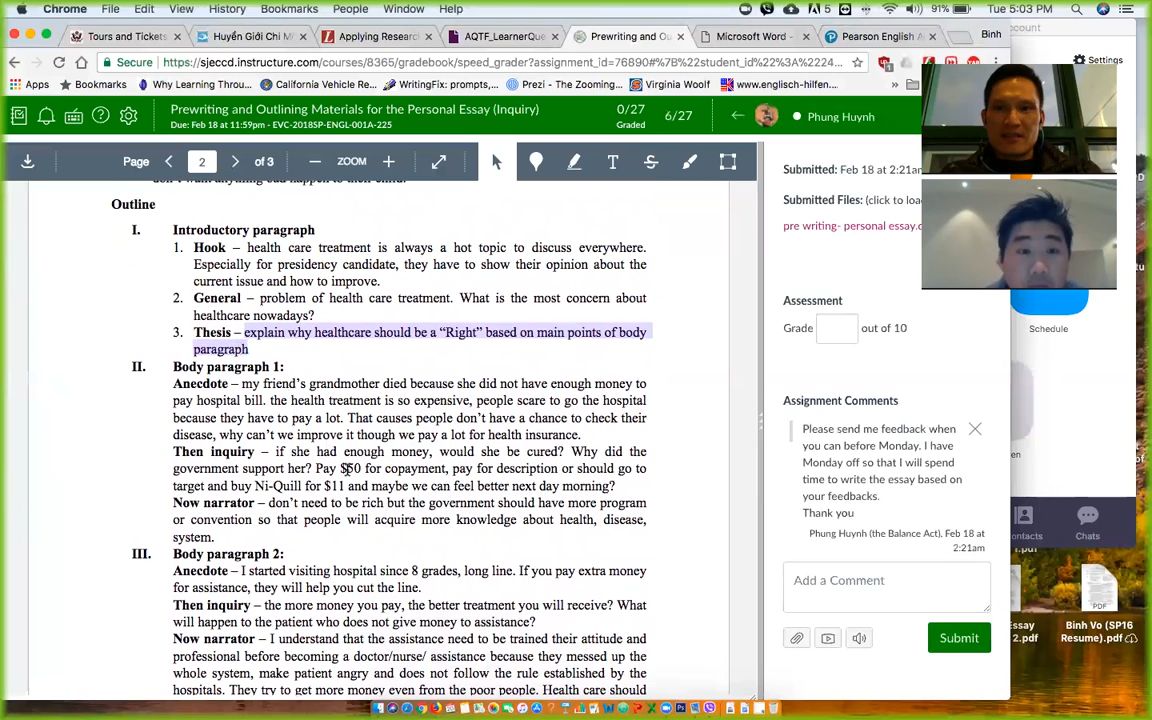 Chrome File Edit View History Bookmarks People Window Help
5 91% Tue 5:03 PM
Tours and Tickets
Huyền Giới Chi M
Applying Resear
AQTF_LearnerQue
Prewriting and Ou
Microsoft Word -
Pearson English A
Binh
Secure https://sjeccd.instructure.com/courses/8365/gradebook/speed_grader?assignment_id=76890#%7B%22student_id%22%3A%2224...
Apps Bookmarks Why Learning Throu... California Vehicle Re... WritingFix: prompts,... Prezi - The Zooming... Virginia Woolf www.englisch-hilfen...
Settings
Prewriting and Outlining Materials for the Personal Essay (Inquiry)
Due: Feb 18 at 11:59pm - EVC-2018SP-ENGL-001A-225
0/27
Graded
6/27
Phung Huynh
Page 2 of 3 ZOOM
don't want anything bad happen to their child.
Outline
I. Introductory paragraph
1. Hook – health care treatment is always a hot topic to discuss everywhere.
Especially for presidency candidate, they have to show their opinion about the
current issue and how to improve.
2. General – problem of health care treatment. What is the most concern about
healthcare nowadays?
3. Thesis – explain why healthcare should be a “Right” based on main points of body
paragraph
II. Body paragraph 1:
Anecdote – my friend’s grandmother died because she did not have enough money to
pay hospital bill. the health treatment is so expensive, people scare to go the hospital
because they have to pay a lot. That causes people don’t have a chance to check their
disease, why can’t we improve it though we pay a lot for health insurance.
Then inquiry – if she had enough money, would she be cured? Why did the
government support her? Pay $50 for copayment, pay for description or should go to
target and buy Ni-Quill for $11 and maybe we can feel better next day morning?
Now narrator – don’t need to be rich but the government should have more program
or convention so that people will acquire more knowledge about health, disease,
system.
III. Body paragraph 2:
Anecdote – I started visiting hospital since 8 grades, long line. If you pay extra money
for assistance, they will help you cut the line.
Then inquiry – the more money you pay, the better treatment you will receive? What
will happen to the patient who does not give money to assistance?
Now narrator – I understand that the assistance need to be trained their attitude and
professional before becoming a doctor/nurse/ assistance because they messed up the
whole system, make patient angry and does not follow the rule established by the
hospitals. They try to get more money even from the poor people. Health care should
Submitted: Feb 18 at 2:21am
Submitted Files: (click to load
pre writing- personal essay.d
Assessment
Grade out of 10
Assignment Comments
Please send me feedback when
you can before Monday. I have
Monday off so that I will spend
time to write the essay based on
your feedbacks.
Thank you
Phung Huynh (the Balance Act), Feb 18 at
2:21am
Add a Comment
Submit
Schedule
ontacts Chats
PDF
Essay
2.pdf
Binh Vo (SP16
Resume).pdf